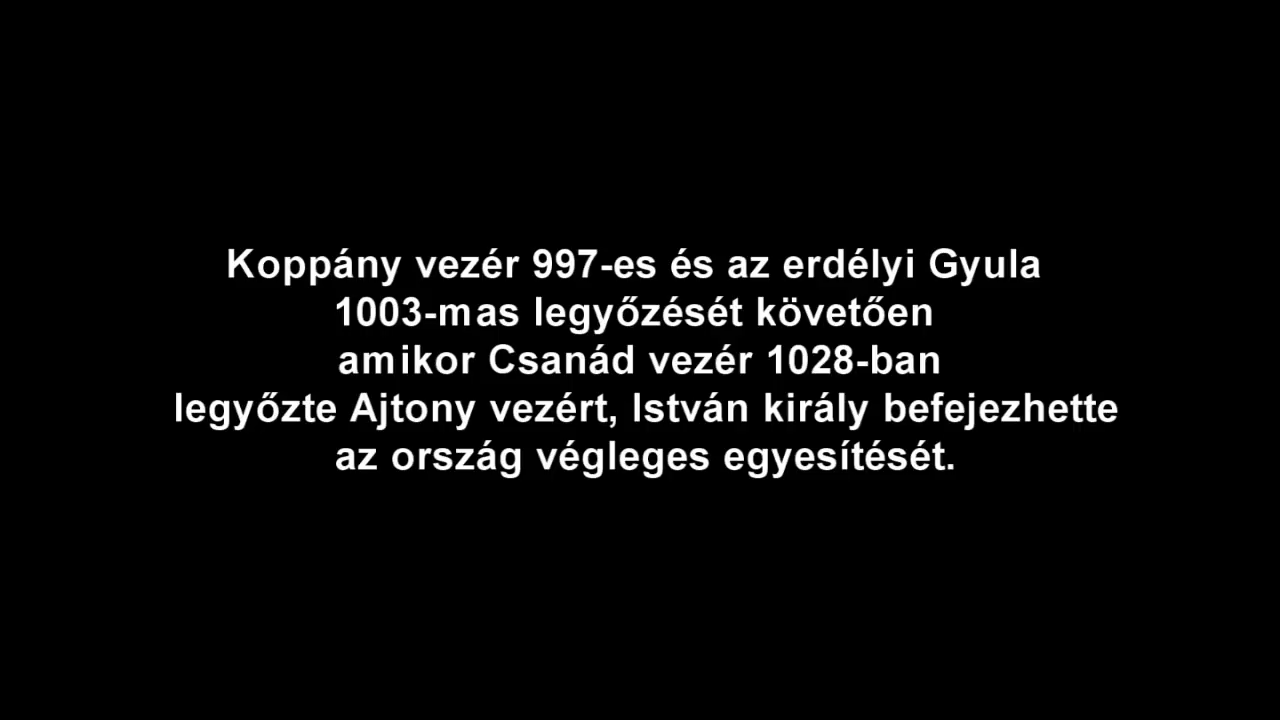 Koppány vezér 997-es és az erdélyi Gyula
1003-mas legyőzését követően
amikor Csanád vezér 1028-ban
legyőzte Ajtony vezért, István király befejezhette
az ország végleges egyesítését.